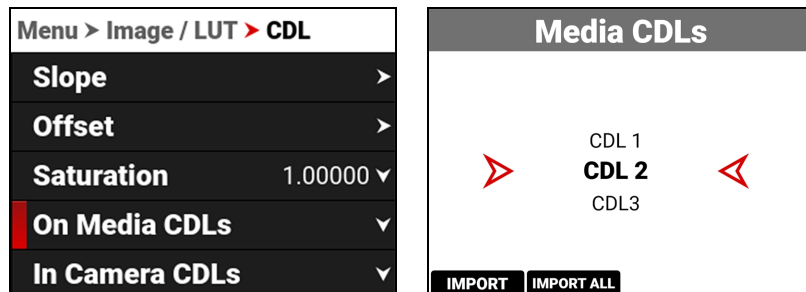 Menu > Image / LUT > CDL
Slope
Offset
Saturation 1.00000
On Media CDLs
In Camera CDLs
Media CDLs
CDL 1
CDL 2
CDL3
IMPORT IMPORT ALL